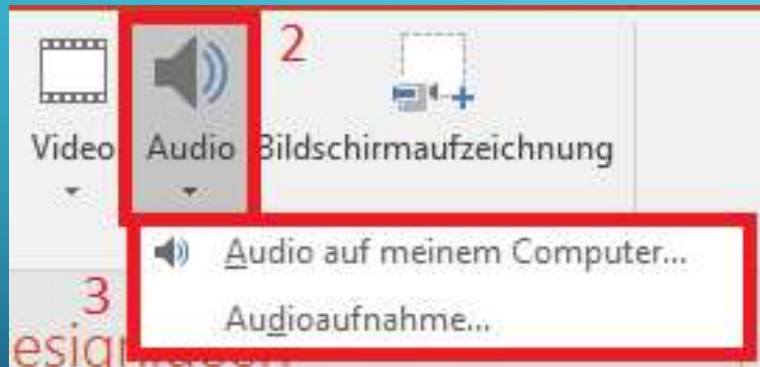 2
Video Audio Bildschirmaufzeichnung
Audio auf meinem Computer...
3
Audioaufnahme...